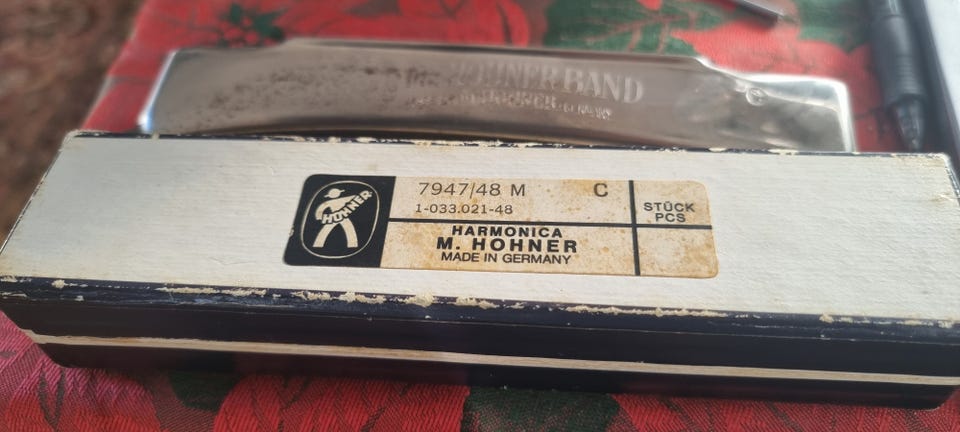 HOHNER BAND
C
HOHNER
7947/48 M C
1-033.021-48
STÜCK
PCS
HARMONICA
M. HOHNER
MADE IN GERMANY